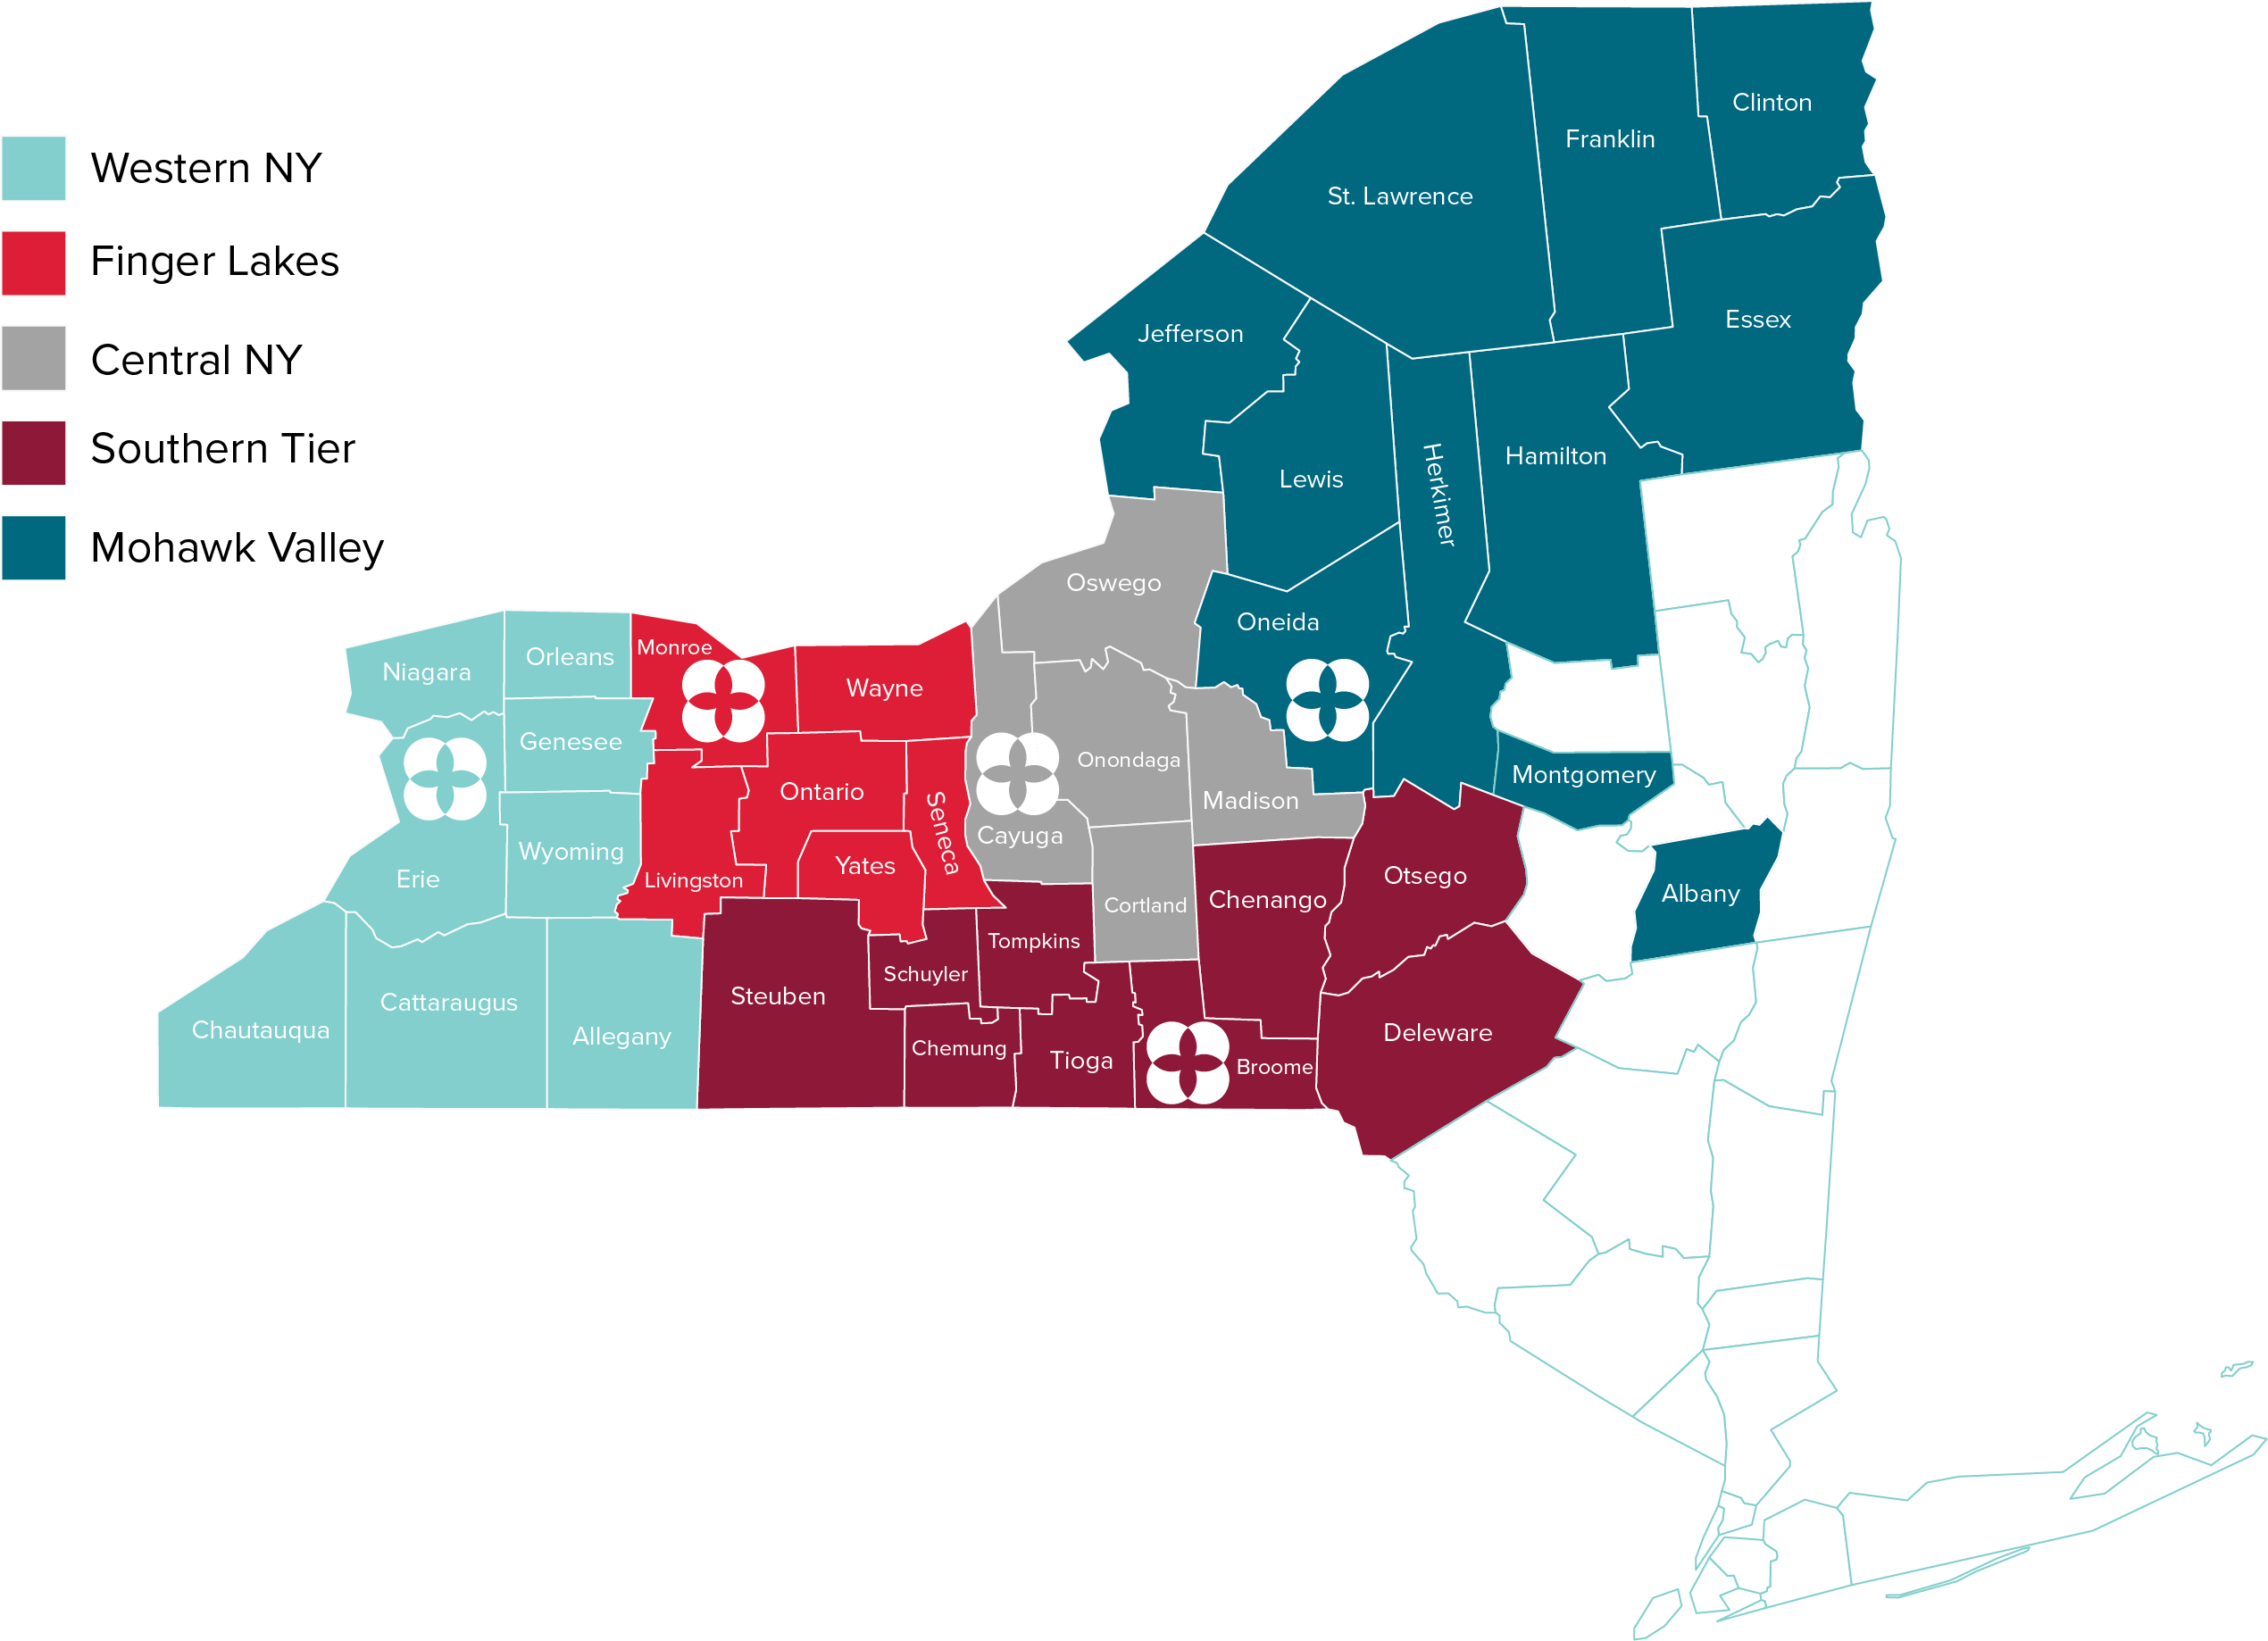 Western NY
Finger Lakes
Central NY
Southern Tier
Mohawk Valley
Clinton
Franklin
St. Lawrence
Essex
Jefferson
Hamilton
Lewis
Herkimer
Oswego
Oneida
Monroe
Orleans
Niagara
Wayne
Genesee
Onondaga
Montgomery
Ontario
Madison
Seneca
Cayuga
Wyoming
Yates
Otsego
Erie
Livingston
Albany
Chenango
Cortland
Tompkins
Schuyler
Steuben
Cattaraugus
Chautauqua
Deleware
Allegany
Chemung
Tioga
Broome